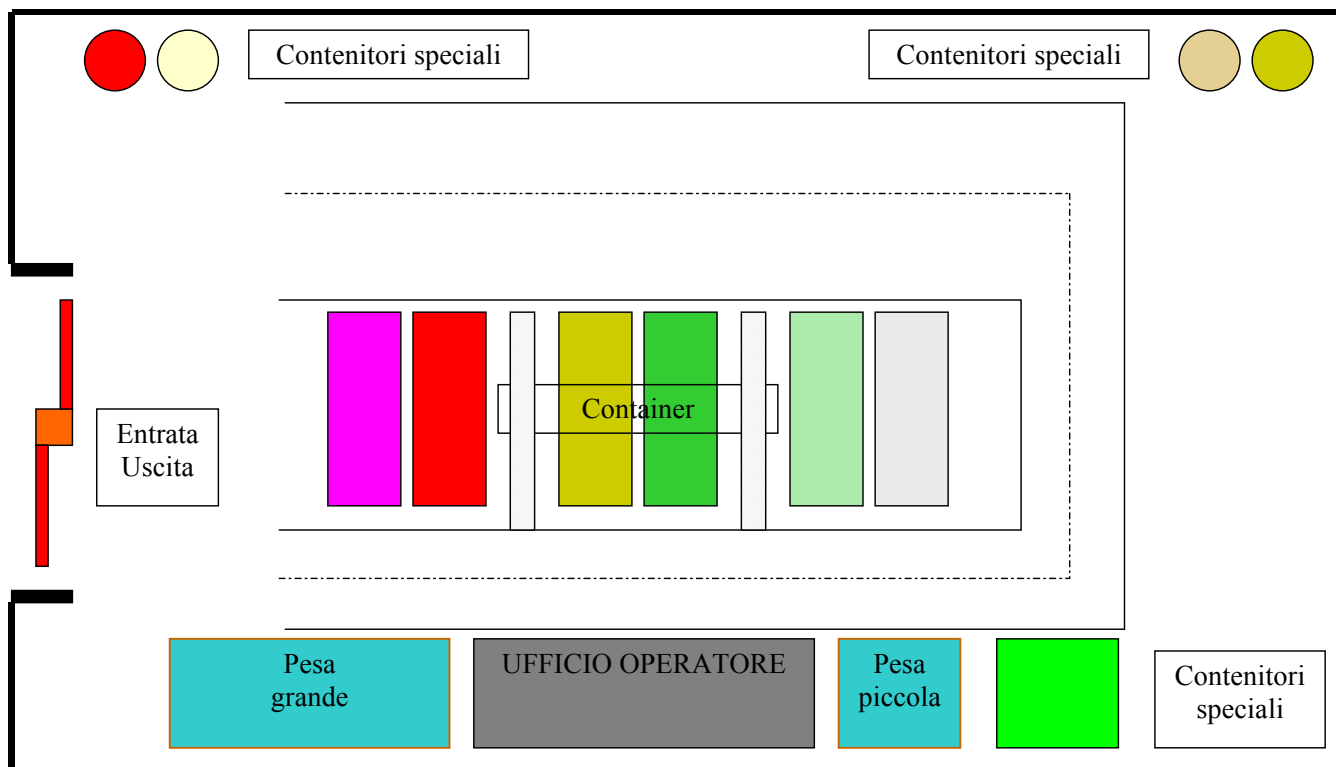 Contenitori speciali
Contenitori speciali
Container
Entrata
Uscita
Pesa
grande
UFFICIO OPERATORE
Pesa
piccola
Contenitori
speciali